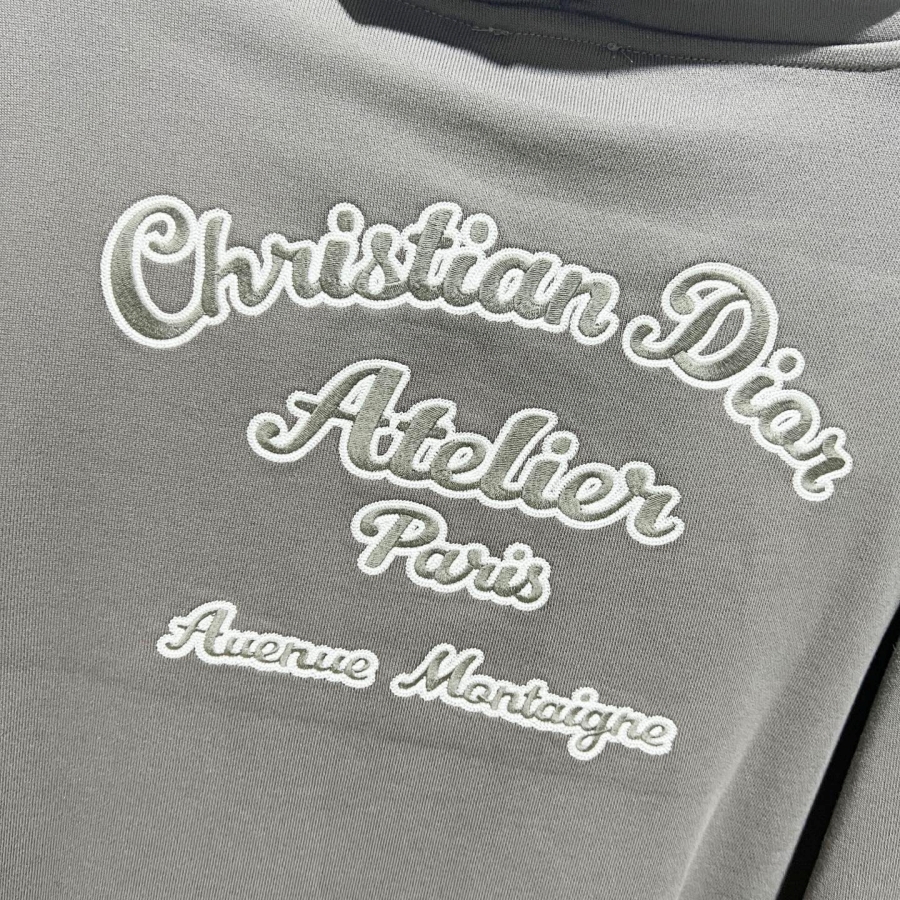 Christian Dior
Atelier
Paris
Avenue Montaigne